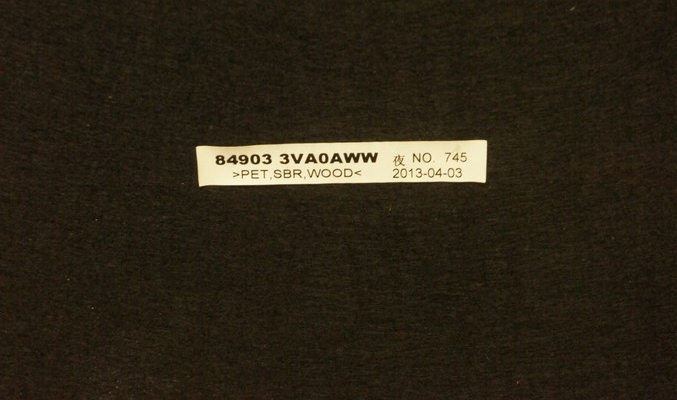 84903 3VA0AWW 夜 NO. 745
>PET,SBR,WOOD< 2013-04-03